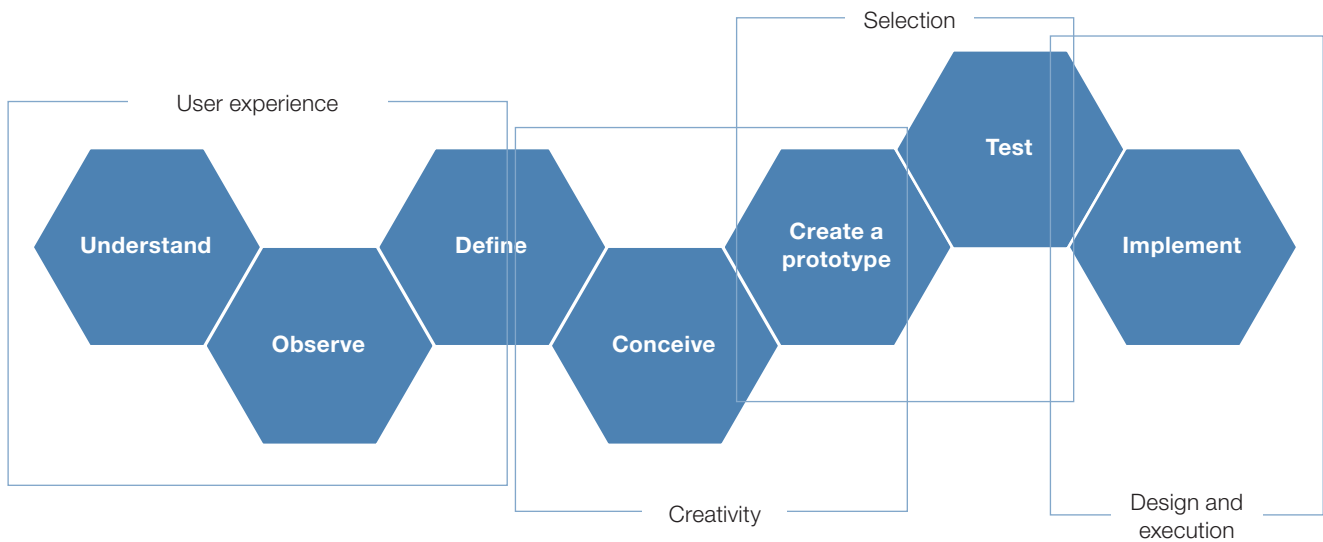 Selection
User experience
Test
Understand
Define
Create a
prototype
Implement
Observe
Conceive
Creativity
Design and
execution